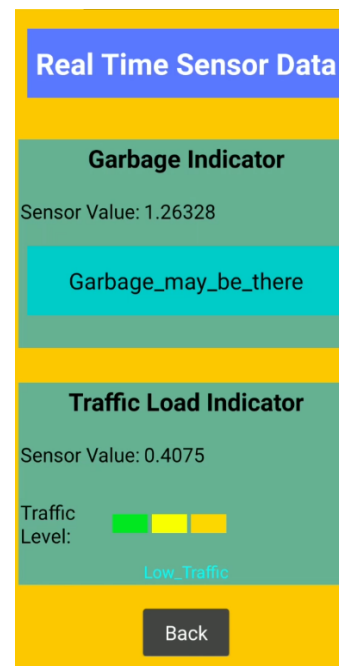 Real Time Sensor Data
Garbage Indicator
Sensor Value: 1.26328
Garbage_may_be_there
Traffic Load Indicator
Sensor Value: 0.4075
Traffic
Level:
Low_Traffic
Back